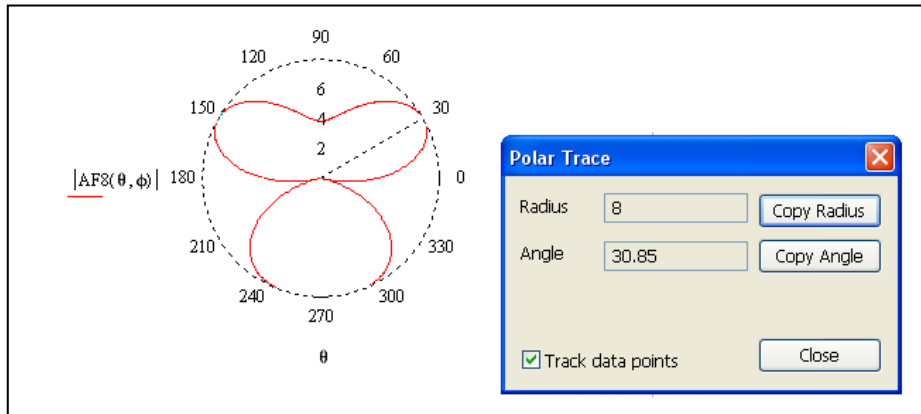 90
120 60
6
150 30
4
2
|AF8(θ,ϕ)| 180 0
210 330
240 300
270
θ
Polar Trace
Radius 8 Copy Radius
Angle 30.85 Copy Angle
Track data points Close